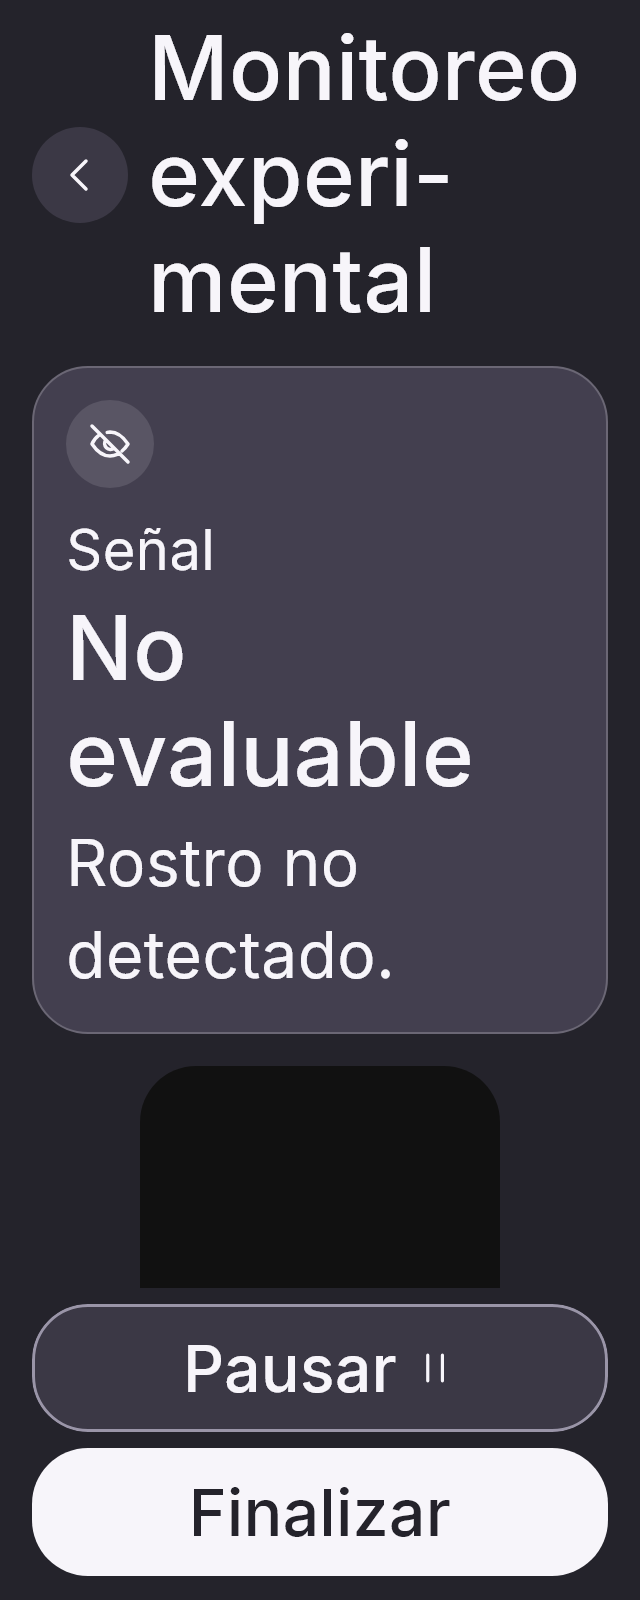 Monitoreo
experi-
mental
Señal
No
evaluable
Rostro no
detectado.
Pausar
Finalizar